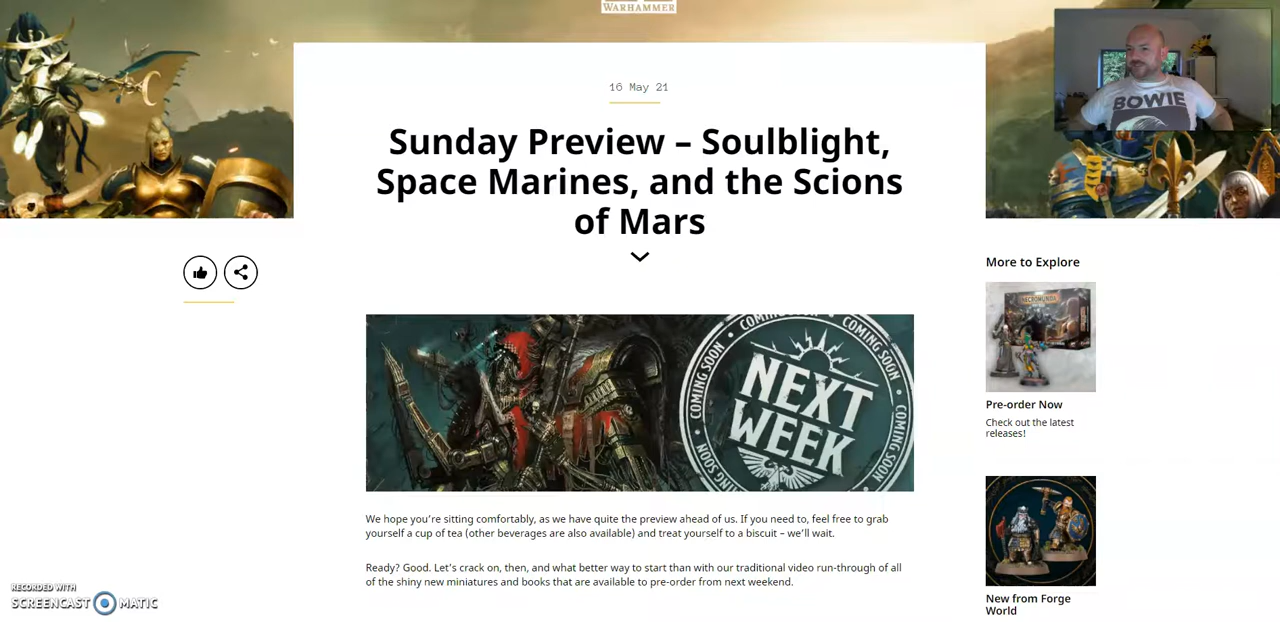 WARHAMMER
16 May 21
Sunday Preview – Soulblight,
Space Marines, and the Scions
of Mars
BOWIE
More to Explore
NECROMUNDA
Pre-order Now
Check out the latest
releases!
COMING SOON • COMING SOON • COMING SOON
NEXT
WEEK
We hope you’re sitting comfortably, as we have quite the preview ahead of us. If you need to, feel free to grab
yourself a cup of tea (other beverages are also available) and treat yourself to a biscuit – we’ll wait.
Ready? Good. Let’s crack on, then, and what better way to start than with our traditional video run-through of all
of the shiny new miniatures and books that are available to pre-order from next weekend.
New from Forge
World
RECORDED WITH
SCREENCAST MATIC